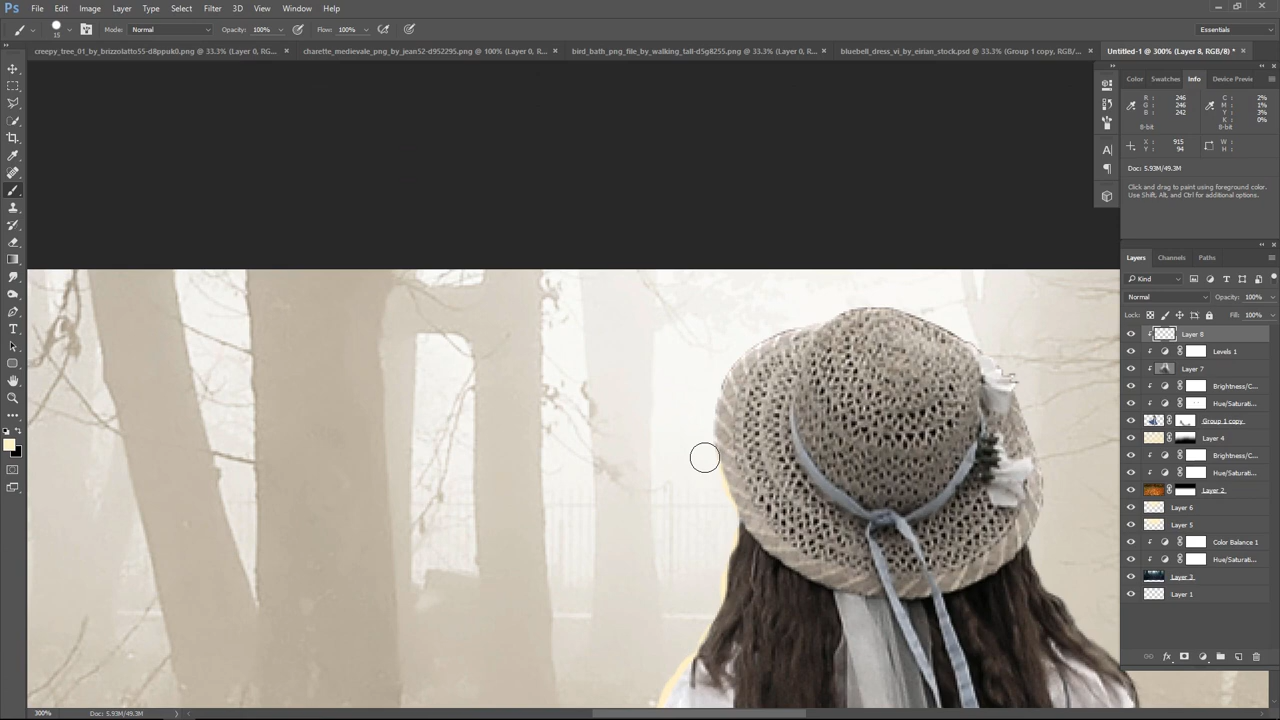 Ps File Edit Image Layer Type Select Filter 3D View Window Help
15 Mode: Normal Opacity: 100% Flow: 100% Essentials
creepy_tree_01_by_brizolatto55-d8ppuk0.png @ 33.3% (Layer 0, RG... × charette_medievale_png_by_jean52-d952295.png @ 100% (Layer 0, R... × bird_bath_png_file_by_walking_tall-d5g8255.png @ 33.3% (Layer 0, ... × bluebell_dress_vi_by_eirian_stock.psd @ 33.3% (Group 1 copy, RGB/... × Untitled-1 @ 300% (Layer 8, RGB/8) * ×
Color Swatches Info Device Previe
R: 246 C: 2%
G: 246 M: 1%
B: 242 Y: 3%
K: 0%
8-bit 8-bit
X: 915 W:
Y: 94 H:
Doc: 5.93M/49.3M
Click and drag to paint using foreground color.
Use Shift, Alt, and Ctrl for additional options.
Layers Channels Paths
Kind
Normal Opacity: 100%
Lock: Fill: 100%
Layer 8
Levels 1
Layer 7
Brightness/C...
Hue/Saturati...
Group 1 copy
Layer 4
Brightness/C...
Hue/Saturati...
Layer 2
Layer 6
Layer 5
Color Balance 1
Hue/Saturati...
Layer 3
Layer 1
fx
300% Doc: 5.93M/49.3M